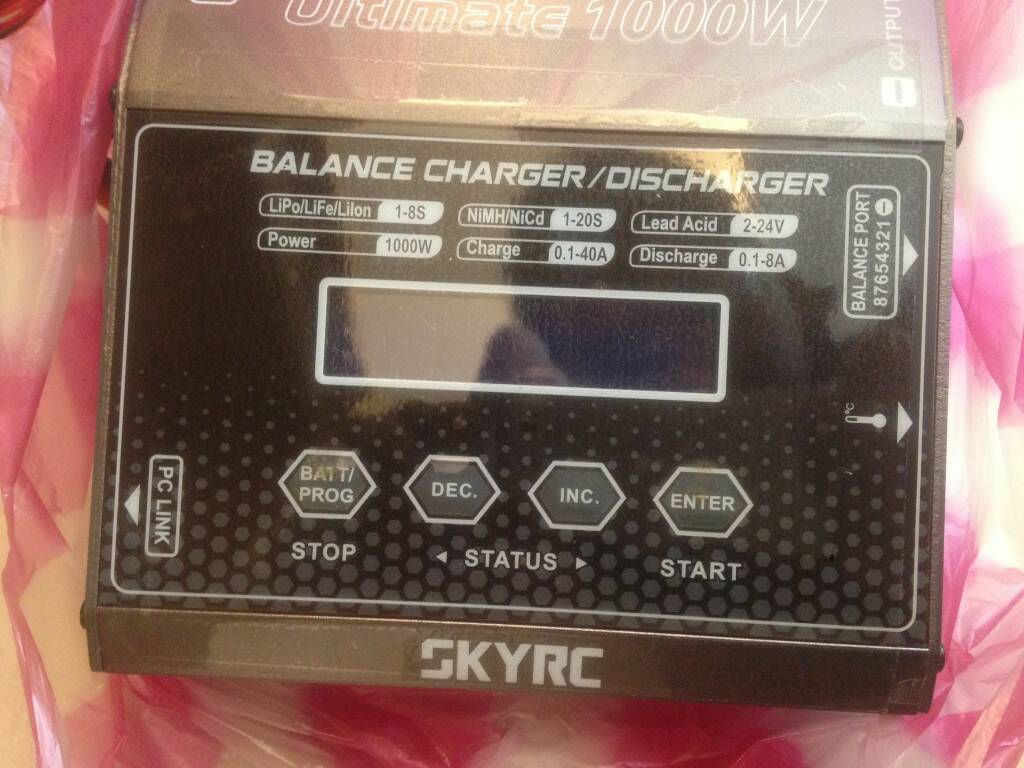 Ultimate 1000W
OUTPUT
BALANCE CHARGER/DISCHARGER
LiPo/LiFe/LiIon 1-8S
NiMH/NiCd 1-20S
Lead Acid 2-24V
Power 1000W
Charge 0.1-40A
Discharge 0.1-8A
BALANCE PORT
87654321
°C
PC LINK
BATT/
PROG
DEC.
INC.
ENTER
STOP
STATUS
START
SKYRC